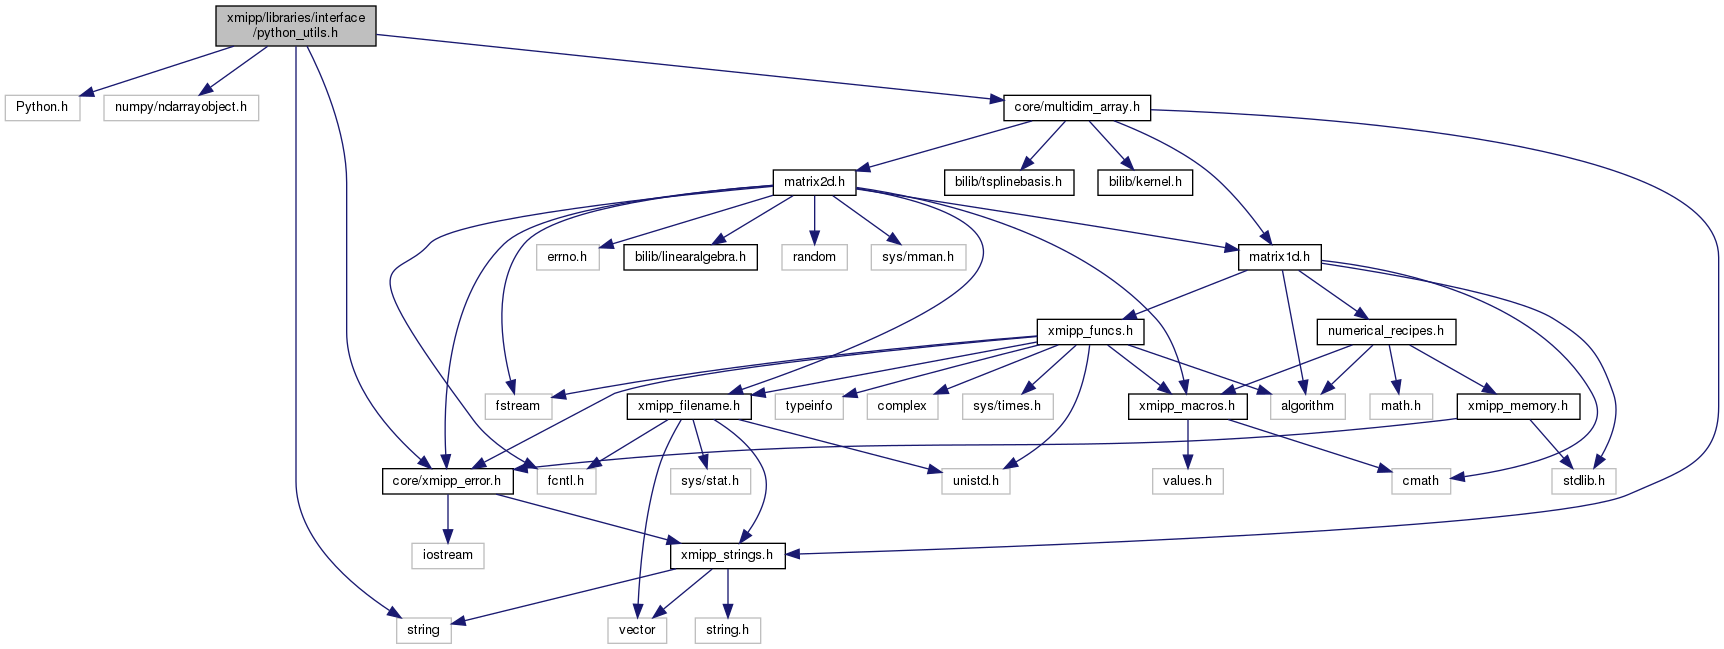 xmipp/libraries/interface
/python_utils.h
Python.h
numpy/ndarrayobject.h
core/multidim_array.h
matrix2d.h
bilib/tsplinebasis.h
bilib/kernel.h
errno.h
bilib/linearalgebra.h
random
sys/mman.h
matrix1d.h
xmipp_funcs.h
numerical_recipes.h
fstream
xmipp_filename.h
typeinfo
complex
sys/times.h
xmipp_macros.h
algorithm
math.h
xmipp_memory.h
core/xmipp_error.h
fcntl.h
sys/stat.h
unistd.h
values.h
cmath
stdlib.h
iostream
xmipp_strings.h
string
vector
string.h